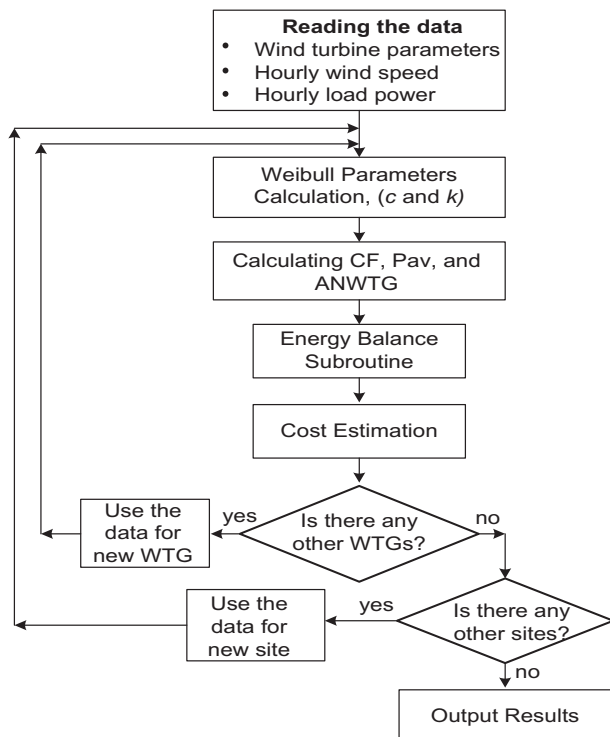 Reading the data
• Wind turbine parameters
• Hourly wind speed
• Hourly load power
Weibull Parameters
Calculation, (c and k)
Calculating CF, Pav, and
ANWTG
Energy Balance
Subroutine
Cost Estimation
Is there any
other WTGs?
yes
no
Use the
data for
new WTG
Is there any
other sites?
yes
no
Use the
data for
new site
Output Results